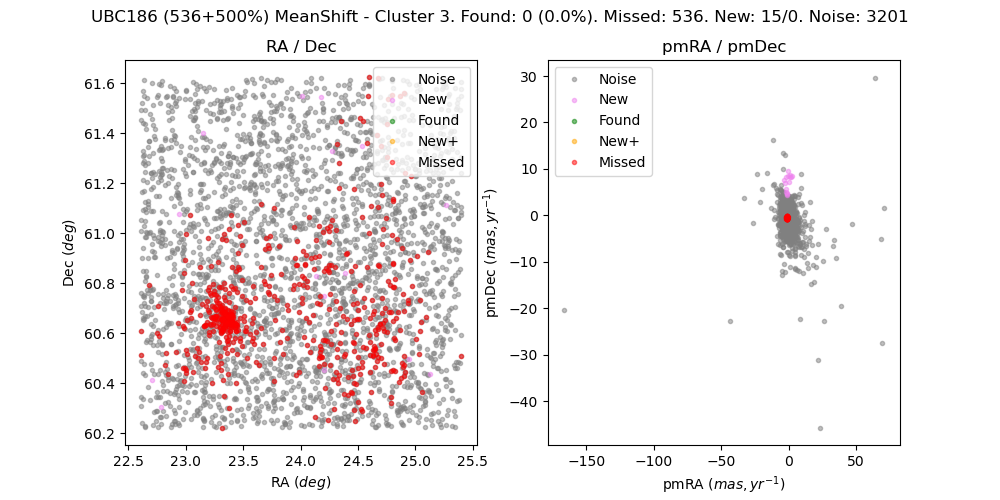 UBC186 (536+500%) MeanShift - Cluster 3. Found: 0 (0.0%). Missed: 536. New: 15/0. Noise: 3201
RA / Dec
61.6
61.4
61.2
61.0
60.8
60.6
60.4
60.2
Dec (deg)
22.5 23.0 23.5 24.0 24.5 25.0 25.5
RA (deg)
Noise
New
Found
New+
Missed
pmRA / pmDec
30
20
10
0
−10
−20
−30
−40
pmDec (mas, yr⁻¹)
−150 −100 −50 0 50
pmRA (mas, yr⁻¹)
Noise
New
Found
New+
Missed